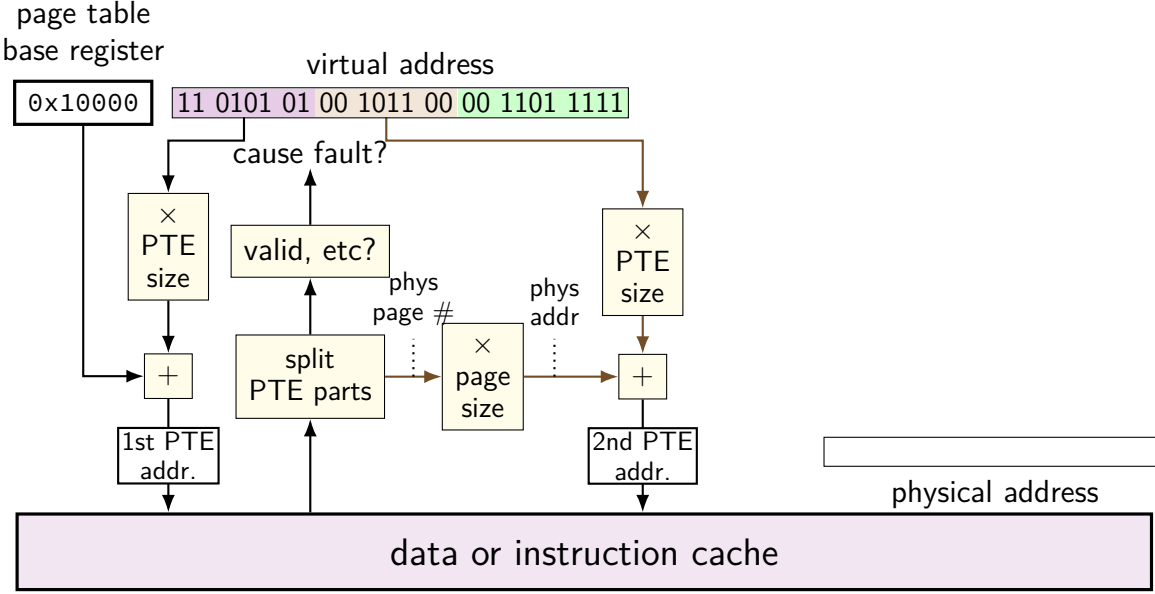 page table
base register
virtual address
0x10000
11 0101 01 00 1011 00 00 1101 1111
cause fault?
×
PTE
size
valid, etc?
×
PTE
size
phys
page #
phys
addr
split
PTE parts
×
page
size
+
+
1st PTE
addr.
2nd PTE
addr.
physical address
data or instruction cache